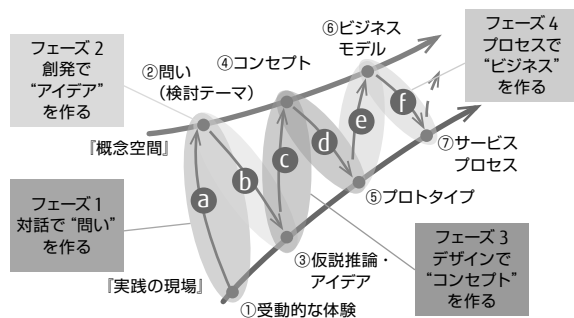 フェーズ 2
創発で
“アイデア”
を作る
②問い
（検討テーマ）
④コンセプト
⑥ビジネス
モデル
フェーズ 4
プロセスで
“ビジネス”
を作る
『概念空間』
a
b
c
d
e
f
⑦サービス
プロセス
フェーズ 1
対話で “問い”
を作る
⑤プロトタイプ
③仮説推論・
アイデア
フェーズ 3
デザインで
“コンセプト”
を作る
『実践の現場』
①受動的な体験